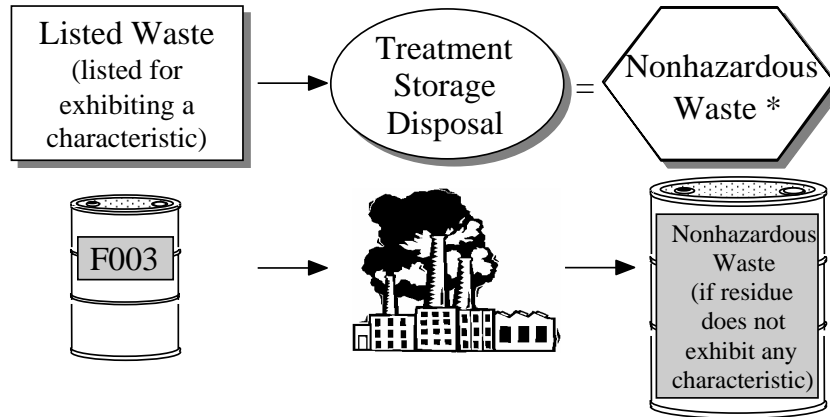 Listed Waste
(listed for
exhibiting a
characteristic)
Treatment
Storage
Disposal
=
Nonhazardous
Waste *
F003
Nonhazardous
Waste
(if residue
does not
exhibit any
characteristic)